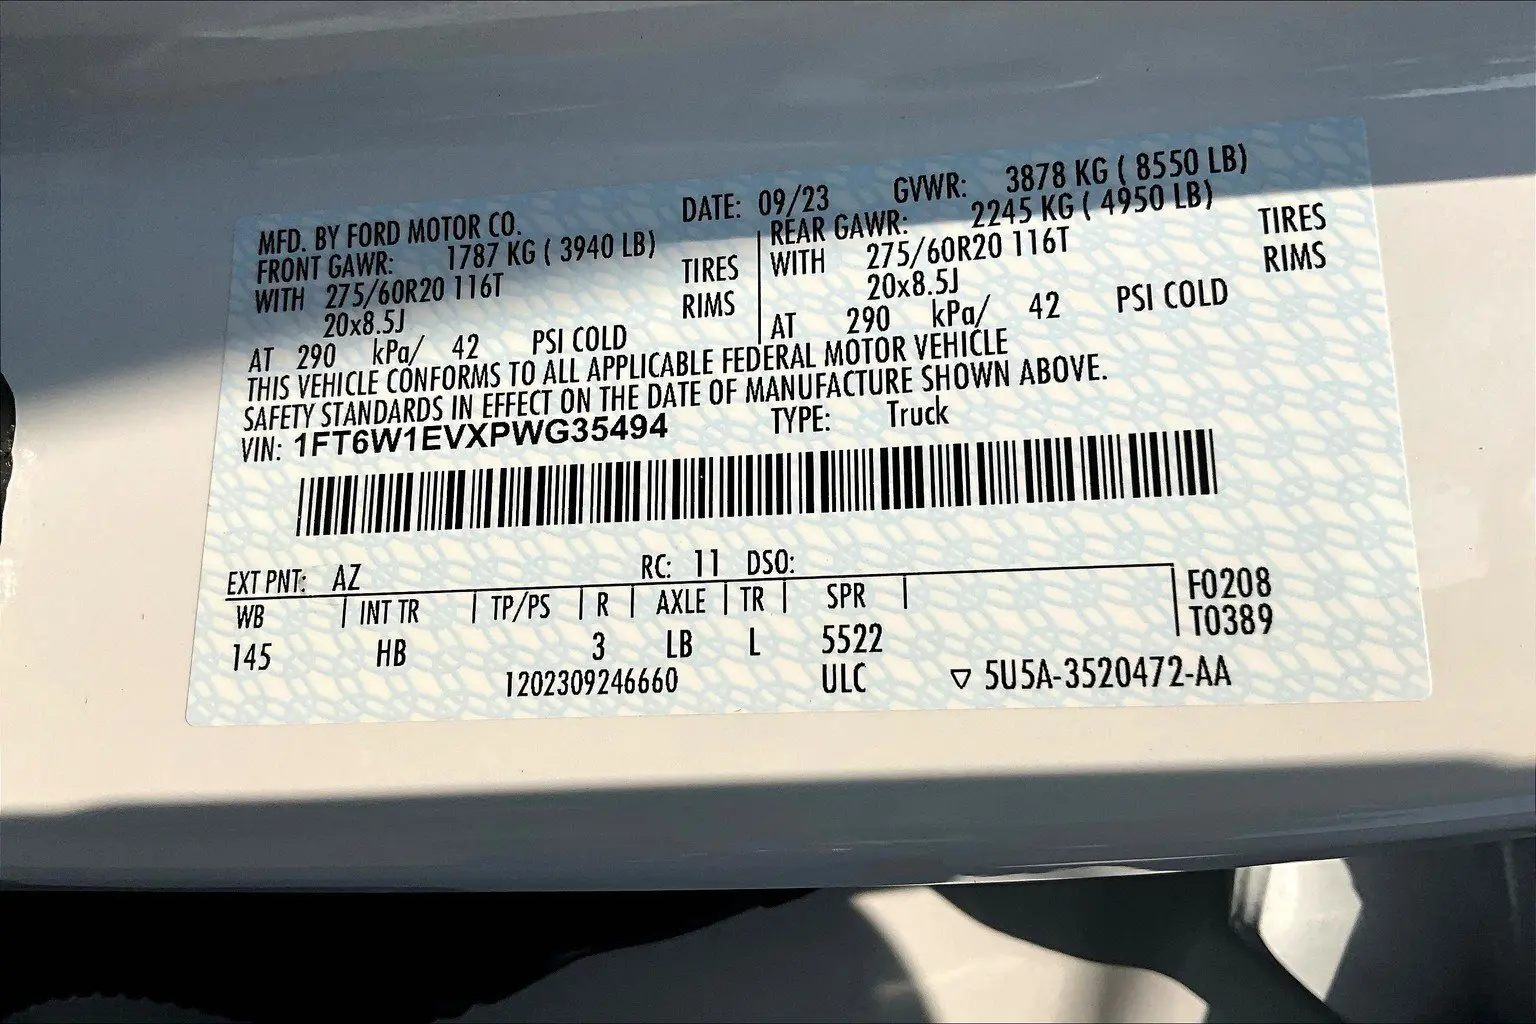 MFD. BY FORD MOTOR CO. DATE: 09/23 GVWR: 3878 KG ( 8550 LB)
FRONT GAWR: 1787 KG ( 3940 LB) REAR GAWR: 2245 KG ( 4950 LB)
WITH 275/60R20 116T TIRES WITH 275/60R20 116T TIRES
20x8.5J RIMS 20x8.5J RIMS
AT 290 kPa/ 42 PSI COLD AT 290 kPa/ 42 PSI COLD
THIS VEHICLE CONFORMS TO ALL APPLICABLE FEDERAL MOTOR VEHICLE
SAFETY STANDARDS IN EFFECT ON THE DATE OF MANUFACTURE SHOWN ABOVE.
VIN: 1FT6W1EVXPWG35494 TYPE: Truck
EXT PNT: AZ RC: 11 DSO:
WB INT TR TP/PS R AXLE TR SPR F0208
145 HB 3 LB L 5522 T0389
1202309246660 ULC ▽ 5U5A-3520472-AA